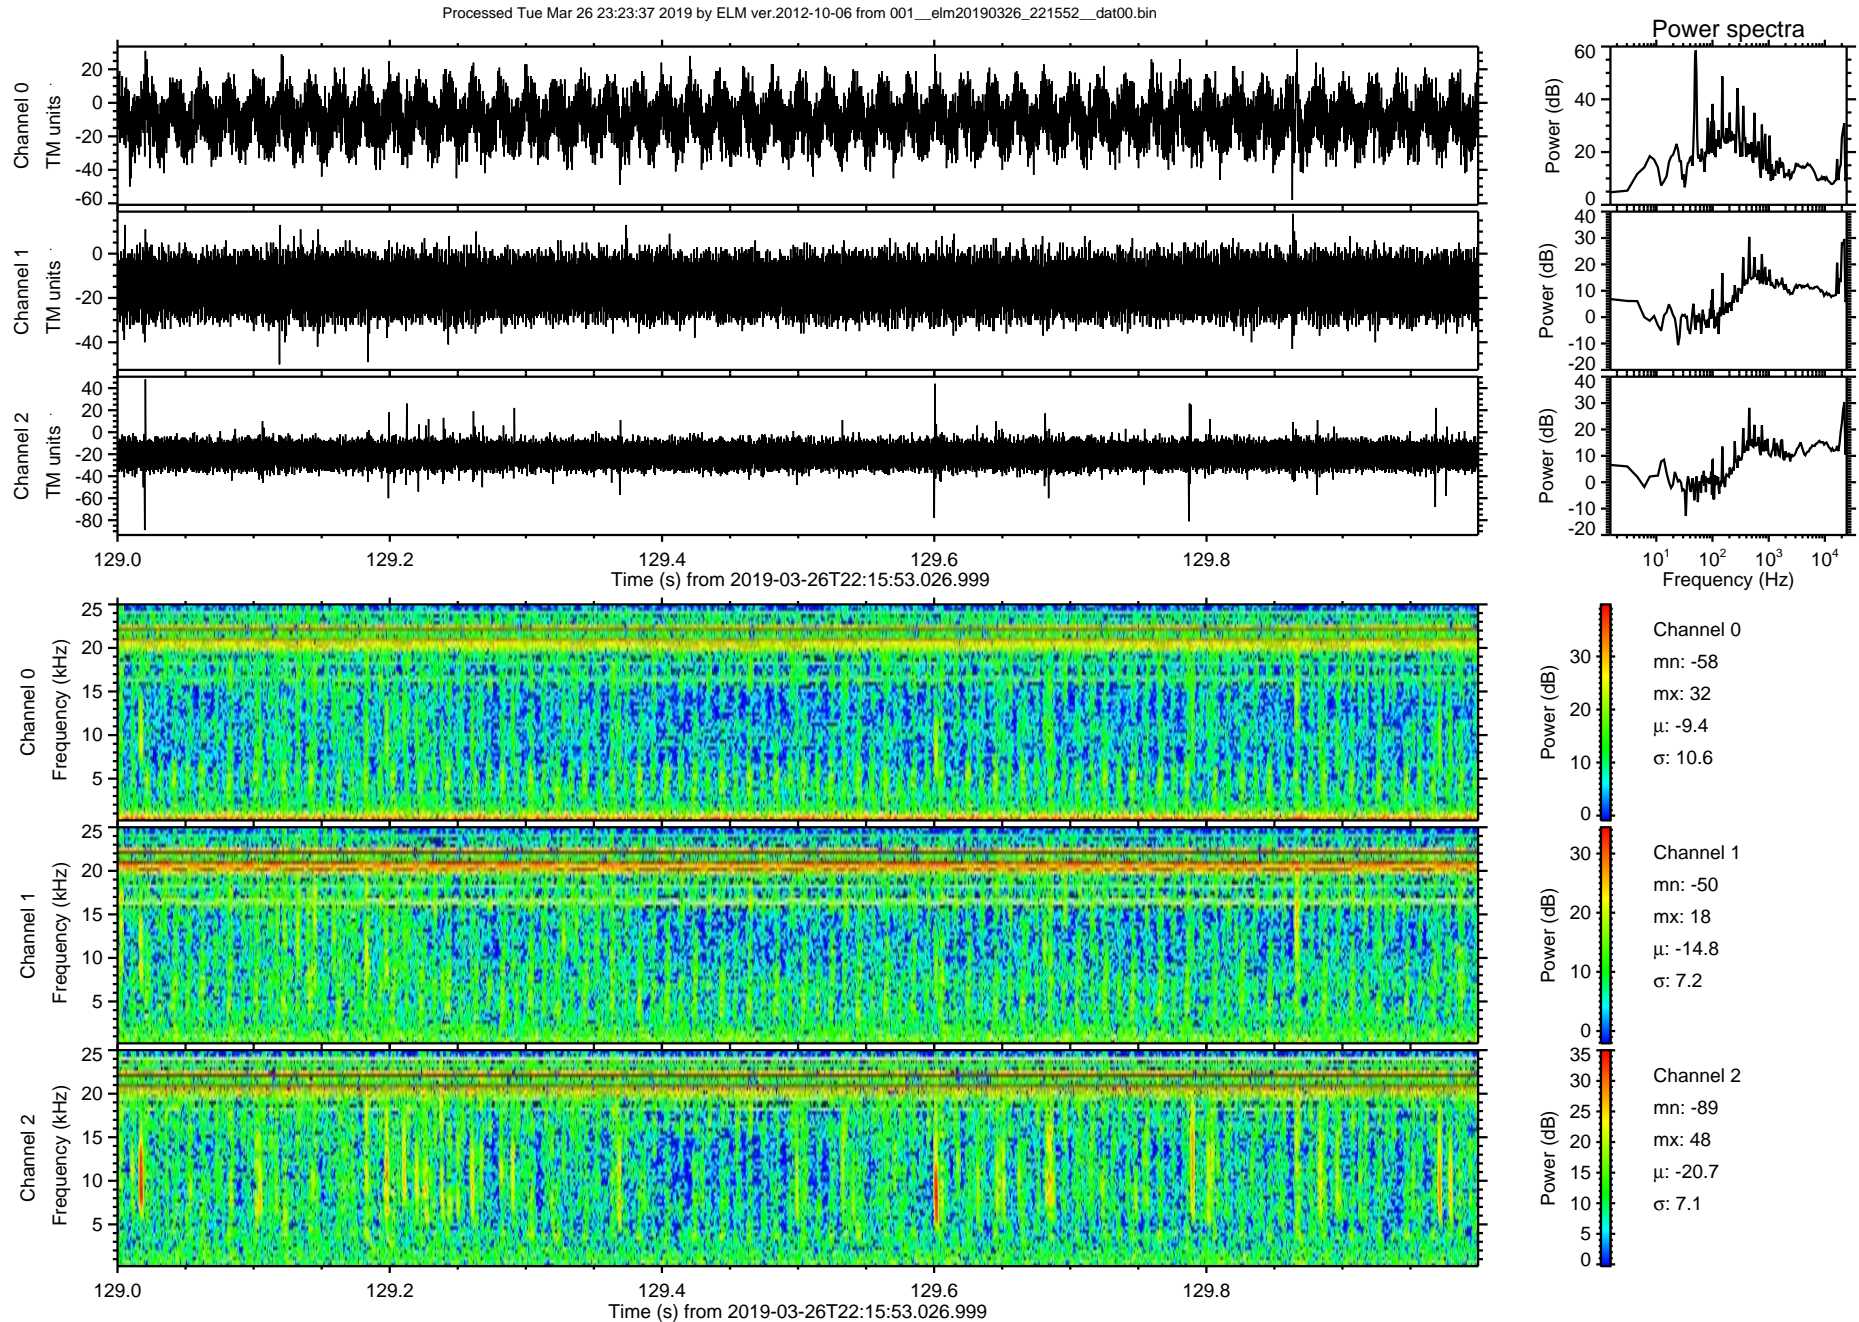 Processed Tue Mar 26 23:23:37 2019 by ELM ver.2012-10-06 from 001__elm20190326_221552__dat00.bin
Power spectra
Channel 0
TM units
20
0
-20
-40
-60
Power (dB)
60
40
20
0
Channel 1
TM units
0
-20
-40
Power (dB)
40
30
20
10
0
-10
-20
Channel 2
TM units
40
20
0
-20
-40
-60
-80
Power (dB)
40
30
20
10
0
-10
-20
129.0 129.2 129.4 129.6 129.8
Time (s) from 2019-03-26T22:15:53.026.999
10^1 10^2 10^3 10^4
Frequency (Hz)
Channel 0
Frequency (kHz)
25
20
15
10
5
Power (dB)
30
20
10
0
Channel 0
mn: -58
mx: 32
μ: -9.4
σ: 10.6
Channel 1
Frequency (kHz)
25
20
15
10
5
Power (dB)
30
20
10
0
Channel 1
mn: -50
mx: 18
μ: -14.8
σ: 7.2
Channel 2
Frequency (kHz)
25
20
15
10
5
Power (dB)
35
30
25
20
15
10
5
0
Channel 2
mn: -89
mx: 48
μ: -20.7
σ: 7.1
129.0 129.2 129.4 129.6 129.8
Time (s) from 2019-03-26T22:15:53.026.999